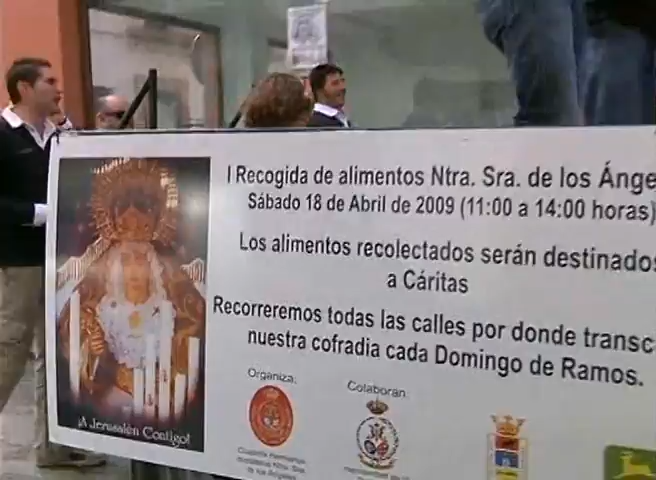 I Recogida de alimentos Ntra. Sra. de los Ánge
Sábado 18 de Abril de 2009 (11:00 a 14:00 horas)
Los alimentos recolectados serán destinados
a Cáritas
Recorreremos todas las calles por donde transc
nuestra cofradia cada Domingo de Ramos.
Organiza:
Colaboran:
¡A Jerusalén Contigo!